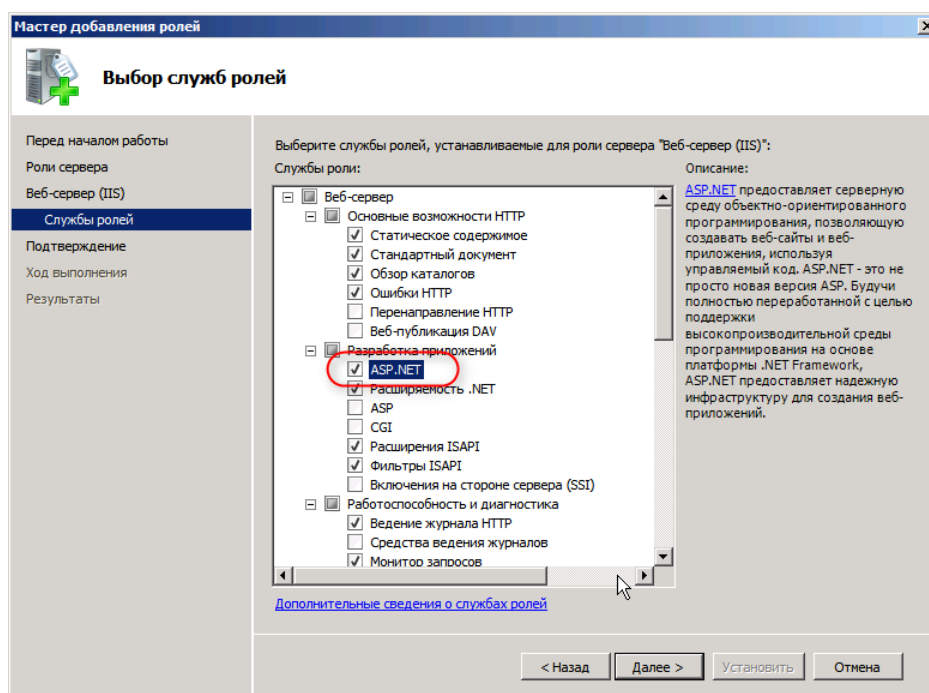 Мастер добавления ролей
Выбор служб ролей
Перед началом работы
Роли сервера
Веб-сервер (IIS)
Службы ролей
Подтверждение
Ход выполнения
Результаты
Выберите службы ролей, устанавливаемые для роли сервера "Веб-сервер (IIS)":
Службы роли:
Веб-сервер
Основные возможности HTTP
Статическое содержимое
Стандартный документ
Обзор каталогов
Ошибки HTTP
Перенаправление HTTP
Веб-публикация DAV
Разработка приложений
ASP.NET
Расширяемость .NET
ASP
CGI
Расширения ISAPI
Фильтры ISAPI
Включения на стороне сервера (SSI)
Работоспособность и диагностика
Ведение журнала HTTP
Средства ведения журналов
Монитор запросов
Дополнительные сведения о службах ролей
Описание:
ASP.NET предоставляет серверную
среду объектно-ориентированного
программирования, позволяющую
создавать веб-сайты и веб-
приложения, используя
управляемый код. ASP.NET - это не
просто новая версия ASP. Будучи
полностью переработанной с целью
поддержки
высокопроизводительной среды
программирования на основе
платформы .NET Framework,
ASP.NET предоставляет надежную
инфраструктуру для создания веб-
приложений.
< Назад
Далее >
Установить
Отмена